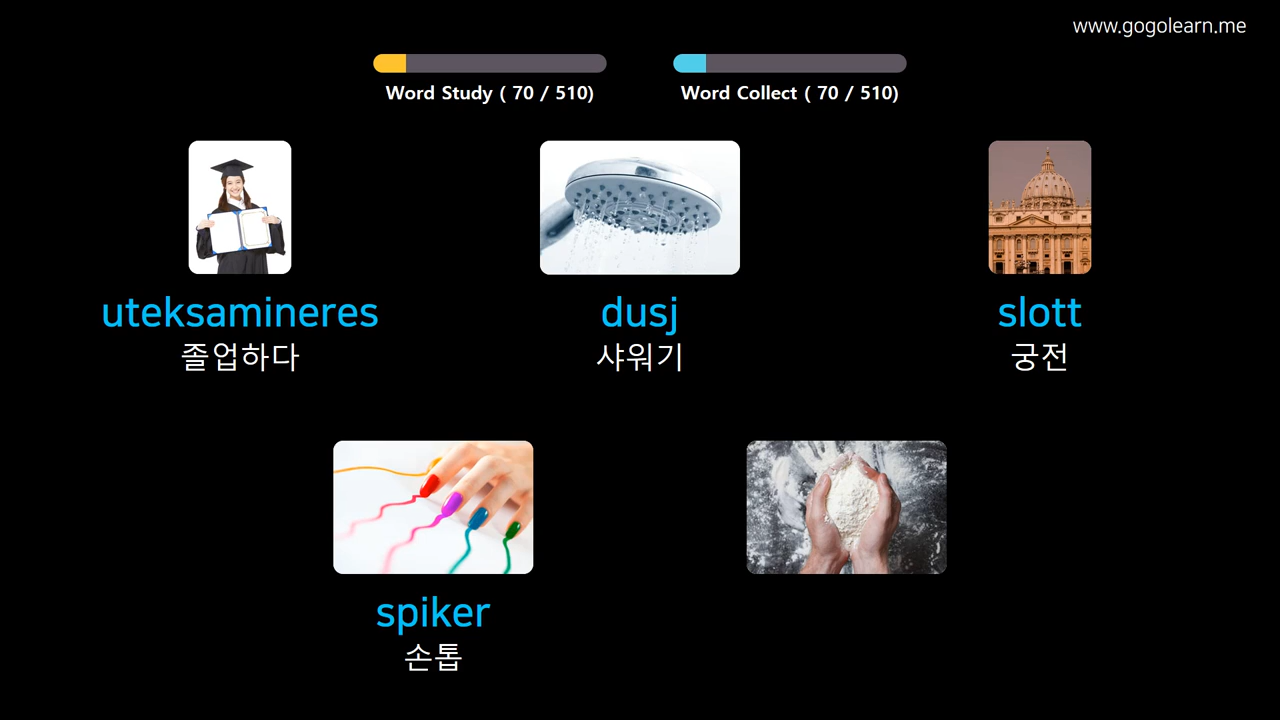 www.gogolearn.me
Word Study ( 70 / 510)
Word Collect ( 70 / 510)
uteksamineres
졸업하다
dusj
샤워기
slott
궁전
spiker
손톱